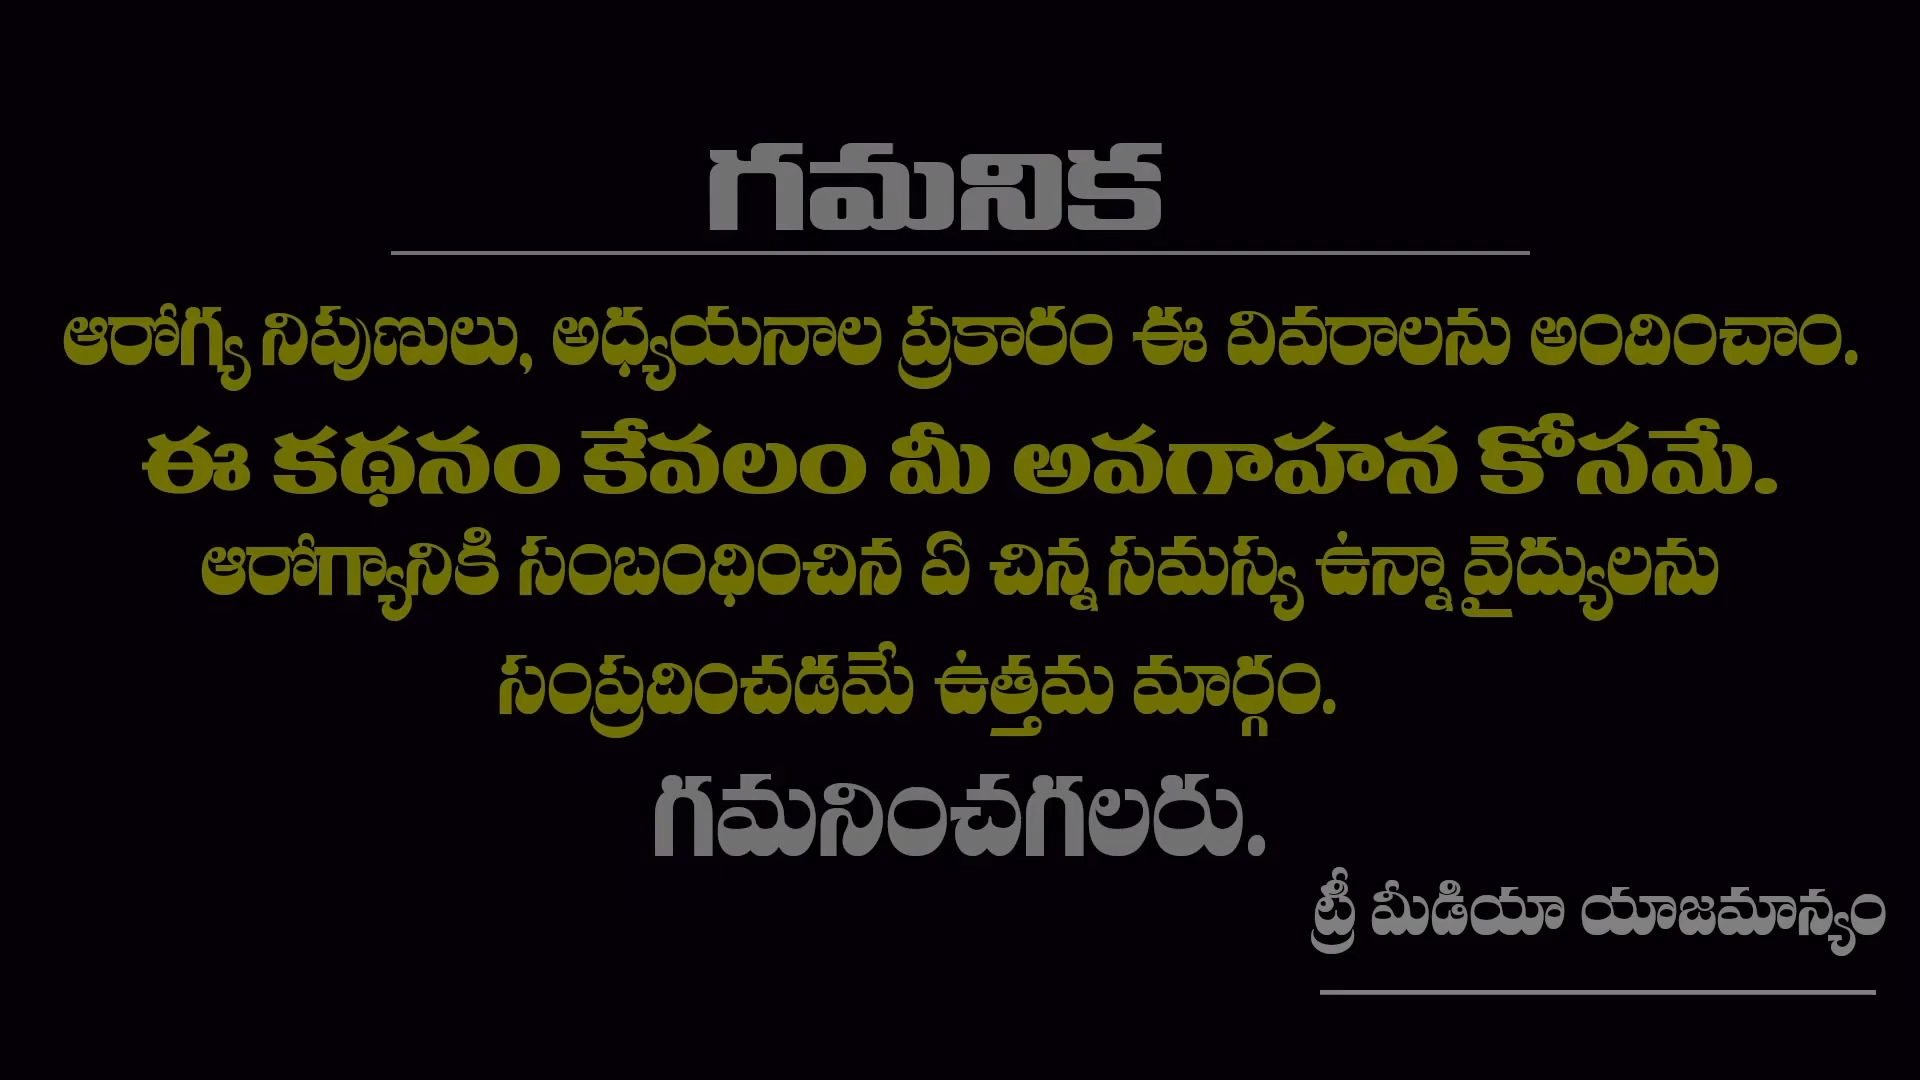 గమనిక
ఆరోగ్య నిపుణులు, అధ్యయనాల ప్రకారం ఈ వివరాలను అందించాం.
ఈ కథనం కేవలం మీ అవగాహన కోసమే.
ఆరోగ్యానికి సంబంధించిన ఏ చిన్న సమస్య ఉన్నా వైద్యులను
సంప్రదించడమే ఉత్తమ మార్గం.
గమనించగలరు.
ట్రీ మీడియా యాజమాన్యం